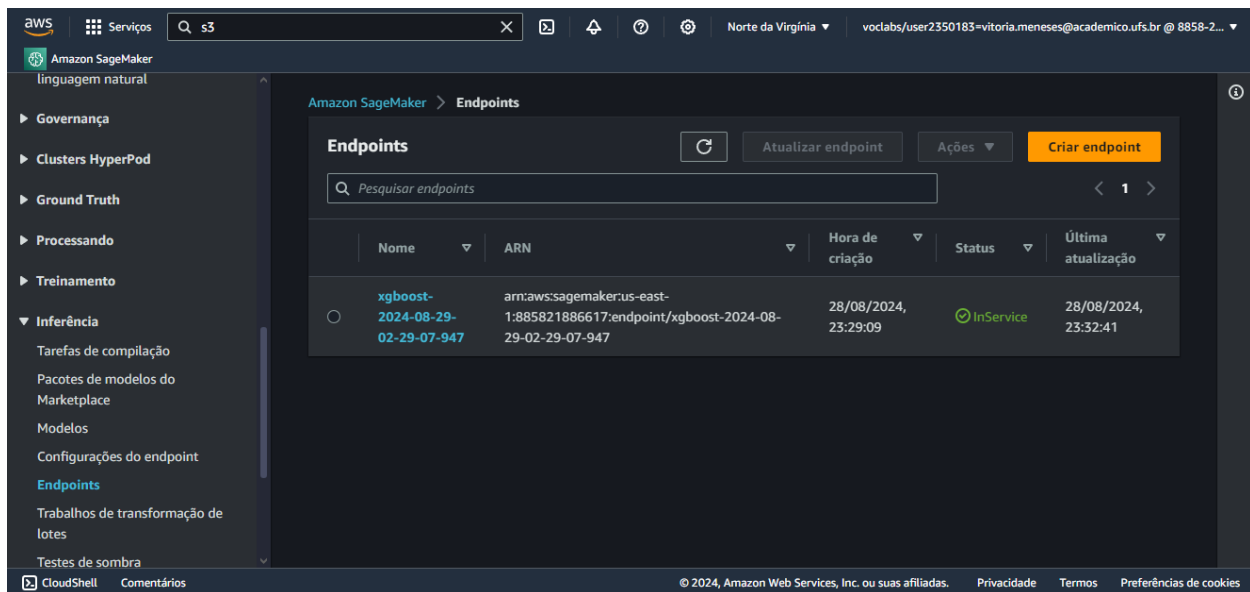 aws
Serviços
s3
Norte da Virgínia
voclabs/user2350183=vitoria.meneses@academico.ufs.br @ 8858-2...
Amazon SageMaker
linguagem natural
Governança
Clusters HyperPod
Ground Truth
Processando
Treinamento
Inferência
Tarefas de compilação
Pacotes de modelos do
Marketplace
Modelos
Configurações do endpoint
Endpoints
Trabalhos de transformação de
lotes
Testes de sombra
Amazon SageMaker > Endpoints
Endpoints
Atualizar endpoint
Ações
Criar endpoint
Pesquisar endpoints
1
Nome
ARN
Hora de
criação
Status
Última
atualização
xgboost-
2024-08-29-
02-29-07-947
arn:aws:sagemaker:us-east-
1:885821886617:endpoint/xgboost-2024-08-
29-02-29-07-947
28/08/2024,
23:29:09
InService
28/08/2024,
23:32:41
CloudShell
Comentários
© 2024, Amazon Web Services, Inc. ou suas afiliadas.
Privacidade
Termos
Preferências de cookies